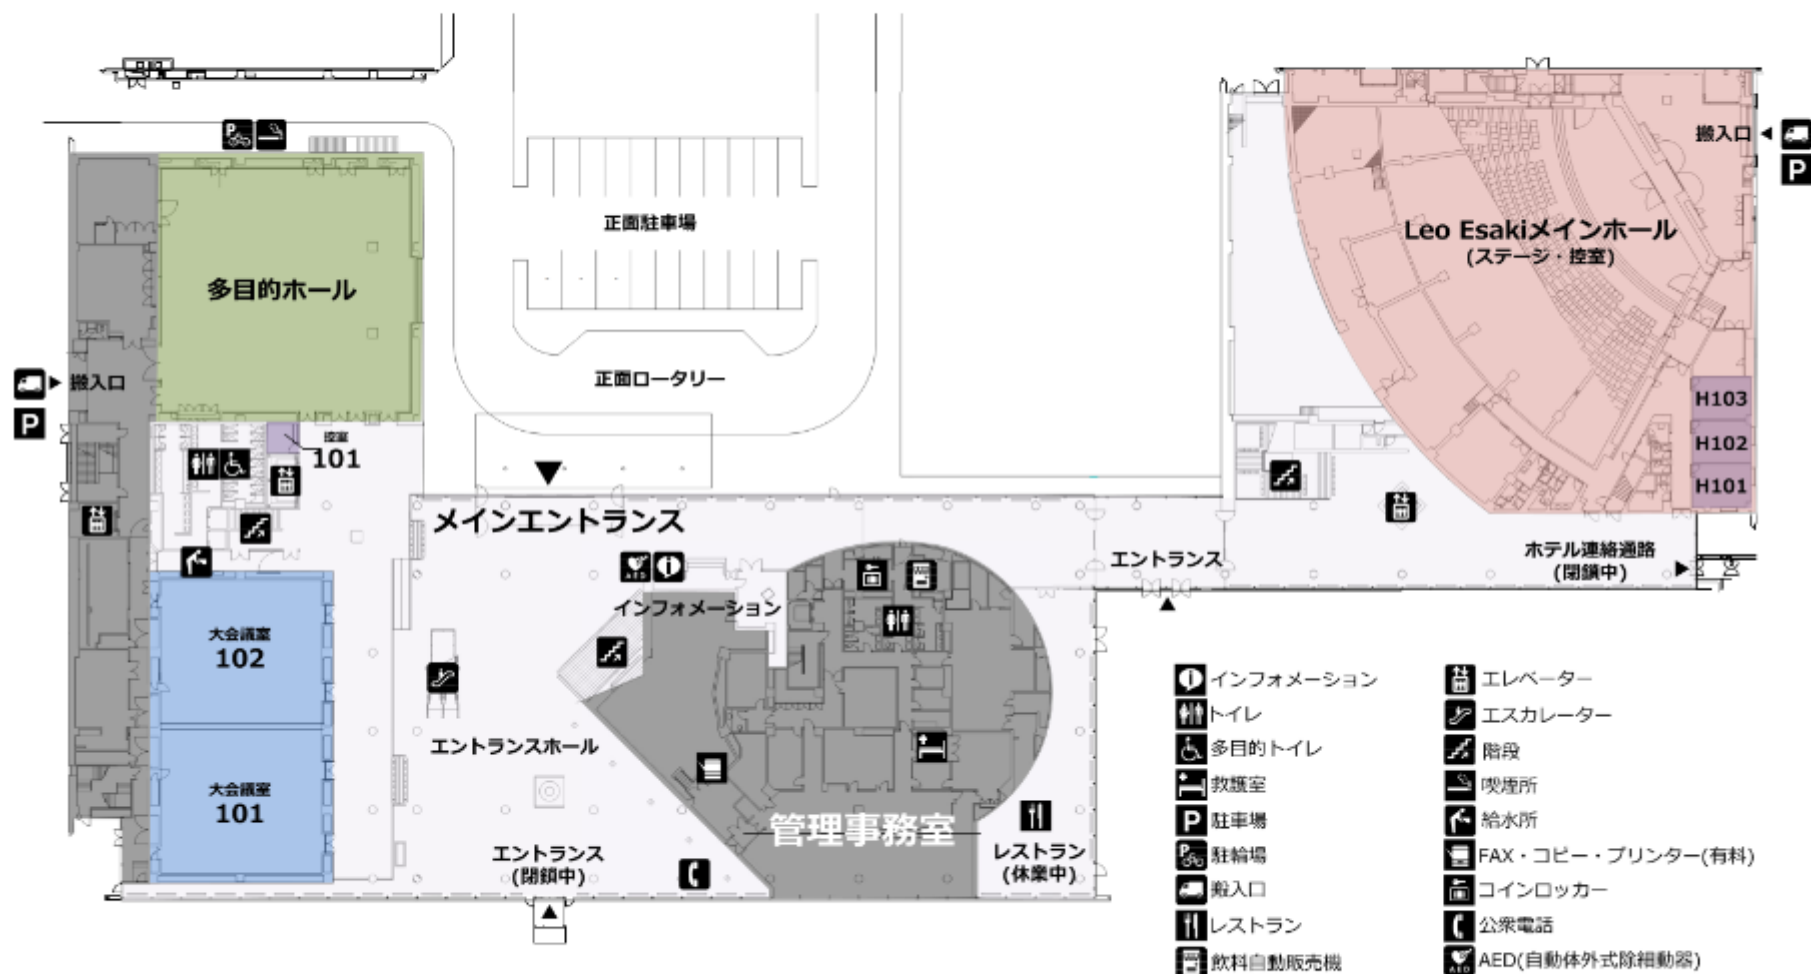 搬入口
Leo Esakiメインホール
(ステージ・控室)
正面駐車場
多目的ホール
正面ロータリー
搬入口
H103
H102
H101
控室
101
メインエントランス
エントランス
ホテル連絡通路
(閉鎖中)
インフォメーション
大会議室
102
エントランスホール
大会議室
101
管理事務室
エントランス
(閉鎖中)
レストラン
(休業中)
インフォメーション
トイレ
多目的トイレ
救護室
駐車場
駐輪場
搬入口
レストラン
飲料自動販売機
エレベーター
エスカレーター
階段
喫煙所
給水所
FAX・コピー・プリンター(有料)
コインロッカー
公衆電話
AED(自動体外式除細動器)